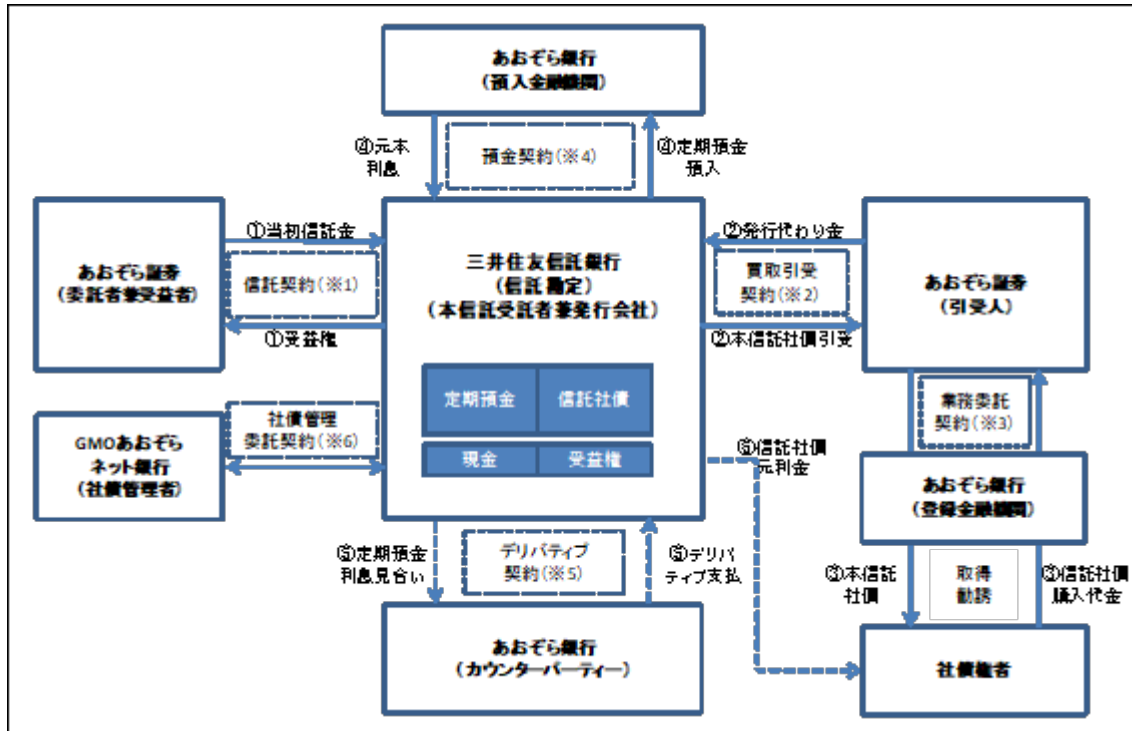 あおぞら銀行
（預入金融機関）
④元本
利息
預金契約(※4)
④定期預金
預入
①当初信託金
あおぞら証券
（委託者兼受益者）
信託契約(※1)
①受益権
三井住友信託銀行
（信託勘定）
（本信託受託者兼発行会社）
定期預金
信託社債
現金
受益権
②発行代わり金
買取引受
契約(※2)
②本信託社債引受
あおぞら証券
（引受人）
業務委託
契約(※3)
GMOあおぞら
ネット銀行
（社債管理者）
社債管理
委託契約(※6)
⑥信託社債
元利金
あおぞら銀行
（登録金融機関）
⑤定期預金
利息見合い
デリバティブ
契約(※5)
⑤デリバ
ティブ支払
③本信託
社債
取得
勧誘
③信託社債
購入代金
あおぞら銀行
（カウンターパーティー）
社債権者